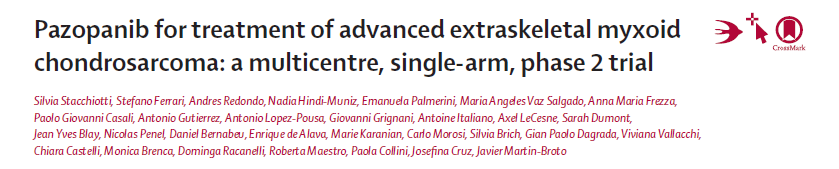 Pazopanib for treatment of advanced extraskeletal myxoid
chondrosarcoma: a multicentre, single-arm, phase 2 trial
CrossMark
Silvia Stacchiotti, Stefano Ferrari, Andres Redondo, Nadia Hindi-Muniz, Emanuela Palmerini, Maria Angeles Vaz Salgado, Anna Maria Frezza,
Paolo Giovanni Casali, Antonio Gutierrez, Antonio Lopez-Pousa, Giovanni Grignani, Antoine Italiano, Axel LeCesne, Sarah Dumont,
Jean Yves Blay, Nicolas Penel, Daniel Bernabeu, Enrique de Alava, Marie Karanian, Carlo Morosi, Silvia Brich, Gian Paolo Dagrada, Viviana Vallacchi,
Chiara Castelli, Monica Brenca, Dominga Racanelli, Roberta Maestro, Paola Collini, Josefina Cruz, Javier Martin-Broto